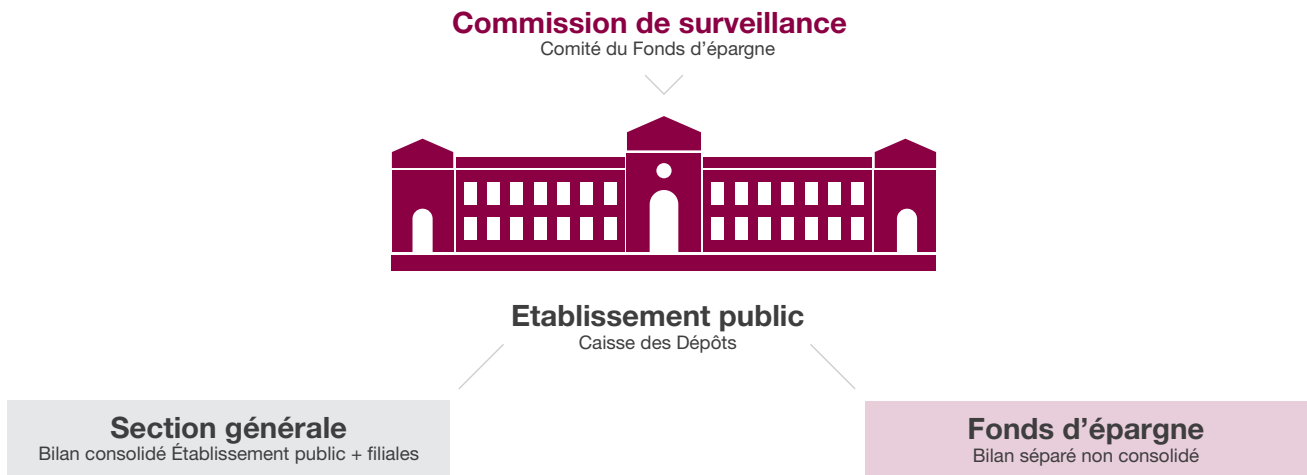 Commission de surveillance
Comité du Fonds d'épargne
Etablissement public
Caisse des Dépôts
Section générale
Bilan consolidé Établissement public + filiales
Fonds d'épargne
Bilan séparé non consolidé